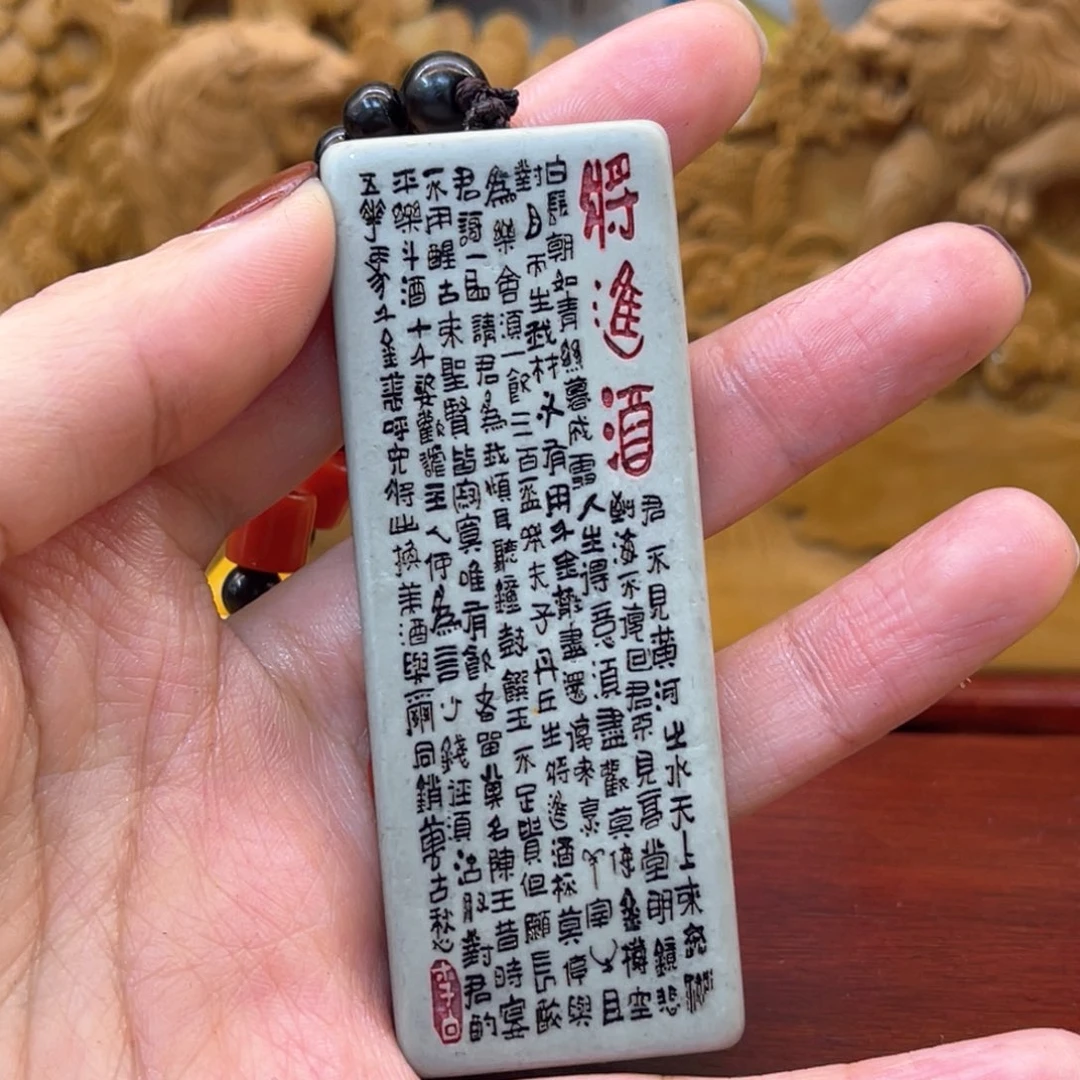 將進酒
君不見黃河之水天上來奔流
到海不復回君不見高堂明鏡悲
白髮朝如青絲暮成雪人生得意須盡歡莫使金樽空
對月天生我材必有用千金散盡還復來烹羊宰牛且
為樂會須一飲三百盃岑夫子丹丘生將進酒杯莫停與
君謌一曲請君為我傾耳聽鐘鼓饌玉不足貴但願長醉
不用醒古來聖賢皆寂寞唯有飲者留其名陳王昔時宴
平樂斗酒十千恣歡謔主人何為言少錢逕須沽取對君酌
五華馬千金裘呼兒將出換美酒與爾同銷萬古愁
李白